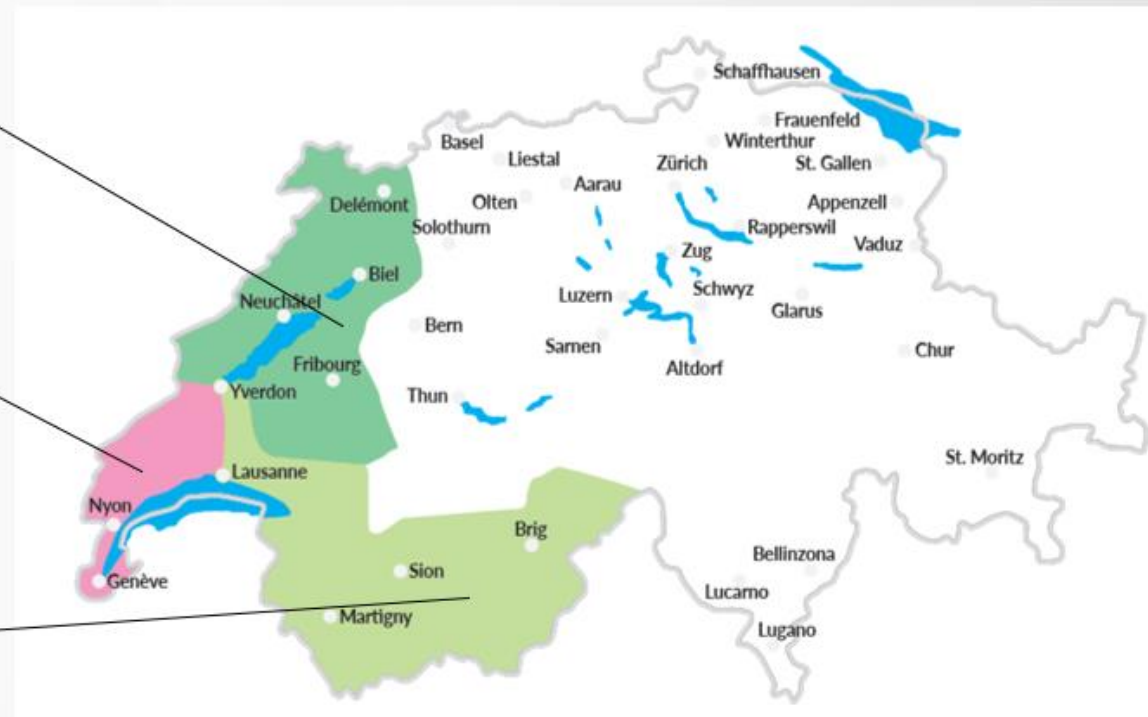 Schaffhausen
Frauenfeld
Winterthur
Basel
Liestal
Zürich
St. Gallen
Aarau
Delémont
Olten
Appenzell
Solothurn
Rapperswil
Vaduz
Zug
Biel
Schwyz
Luzern
Neuchâtel
Glarus
Bern
Sarnen
Chur
Fribourg
Altdorf
Yverdon
Thun
St. Moritz
Lausanne
Nyon
Brig
Bellinzona
Sion
Genève
Lucarno
Martigny
Lugano